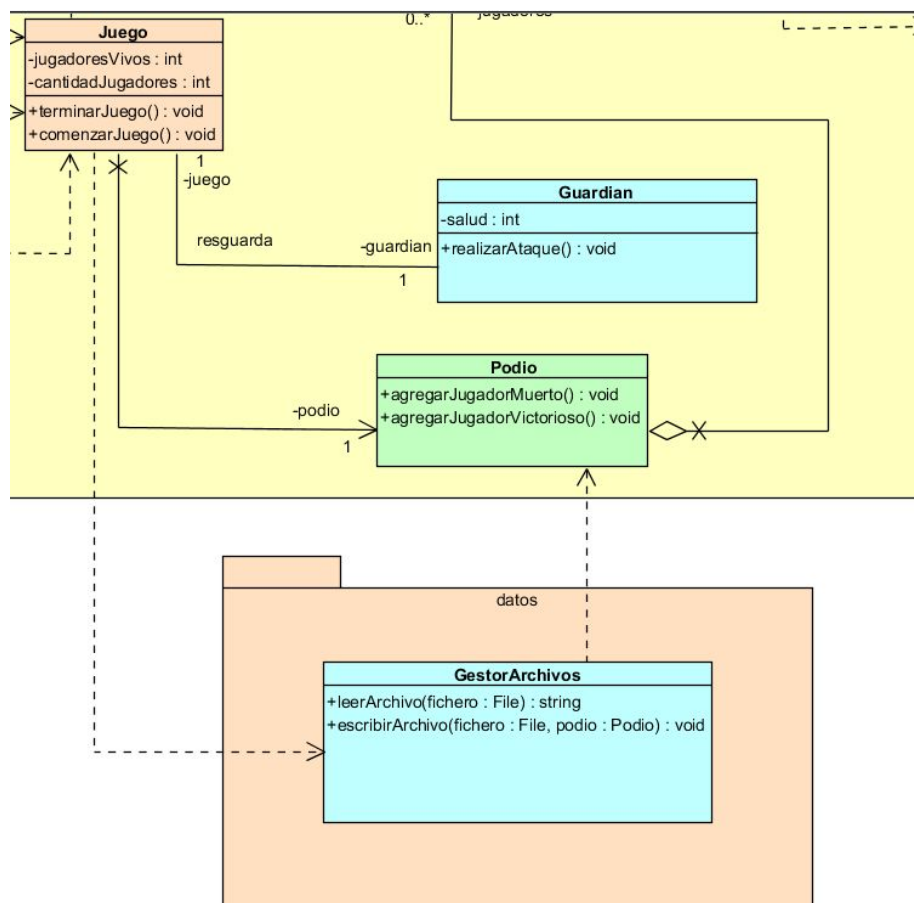 0..*
jugadores
Juego
-jugadoresVivos : int
-cantidadJugadores : int
+terminarJuego() : void
+comenzarJuego() : void
1
-juego
resguarda
-guardian
1
Guardian
-salud : int
+realizarAtaque() : void
-podio
1
Podio
+agregarJugadorMuerto() : void
+agregarJugadorVictorioso() : void
datos
GestorArchivos
+leerArchivo(fichero : File) : string
+escribirArchivo(fichero : File, podio : Podio) : void